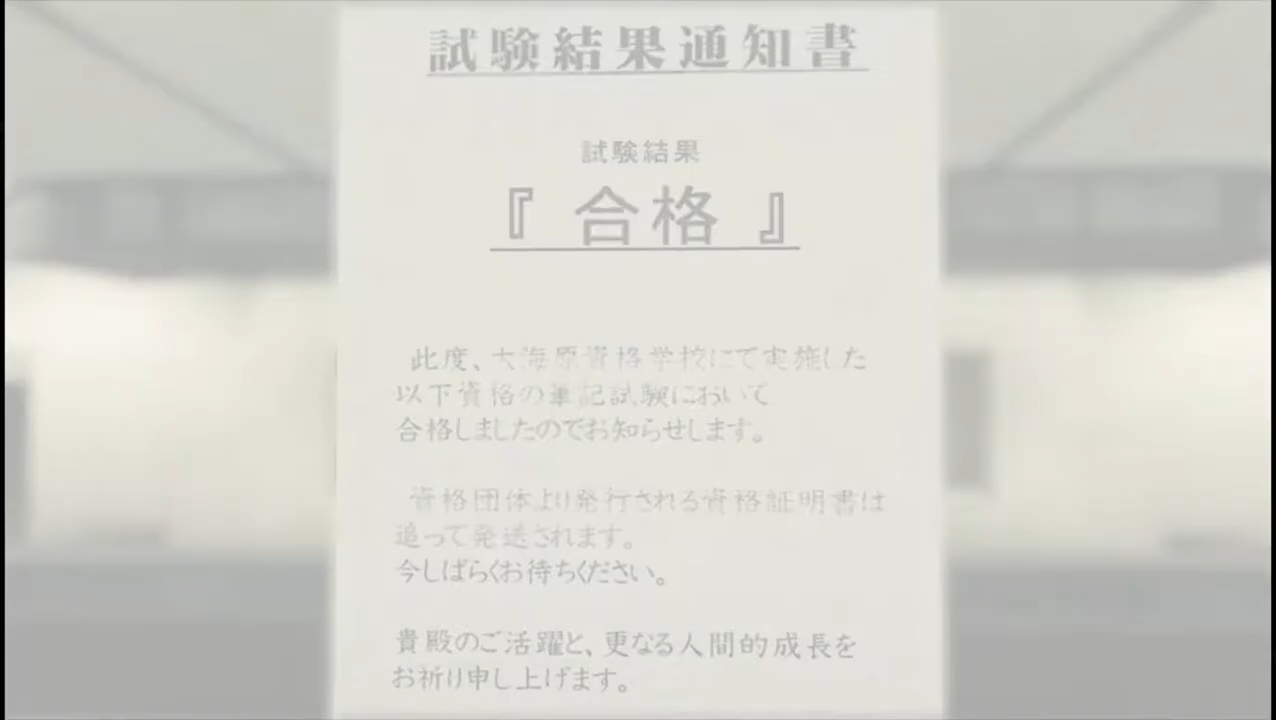 試験結果通知書
試験結果
『 合格 』
此度、大海原資格学校にて実施した
以下資格の筆記試験において
合格しましたのでお知らせします。
資格団体より発行される資格証明書は
追って発送されます。
今しばらくお待ちください。
貴殿のご活躍と、更なる人間的成長を
お祈り申し上げます。